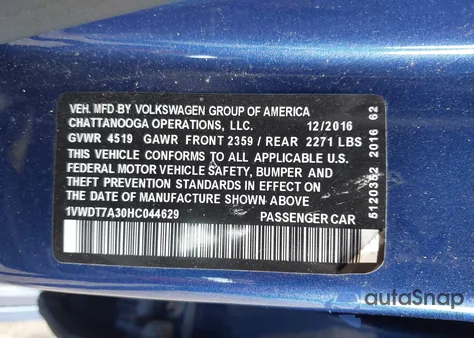 VEH. MFD BY VOLKSWAGEN GROUP OF AMERICA
CHATTANOOGA OPERATIONS, LLC. 12/2016
GVWR 4519 GAWR FRONT 2359 / REAR 2271 LBS
THIS VEHICLE CONFORMS TO ALL APPLICABLE U.S.
FEDERAL MOTOR VEHICLE SAFETY, BUMPER AND
THEFT PREVENTION STANDARDS IN EFFECT ON
THE DATE OF MANUFACTURE SHOWN ABOVE.
1VWDT7A30HC044629 PASSENGER CAR
5120352 2016 62
autoSnap